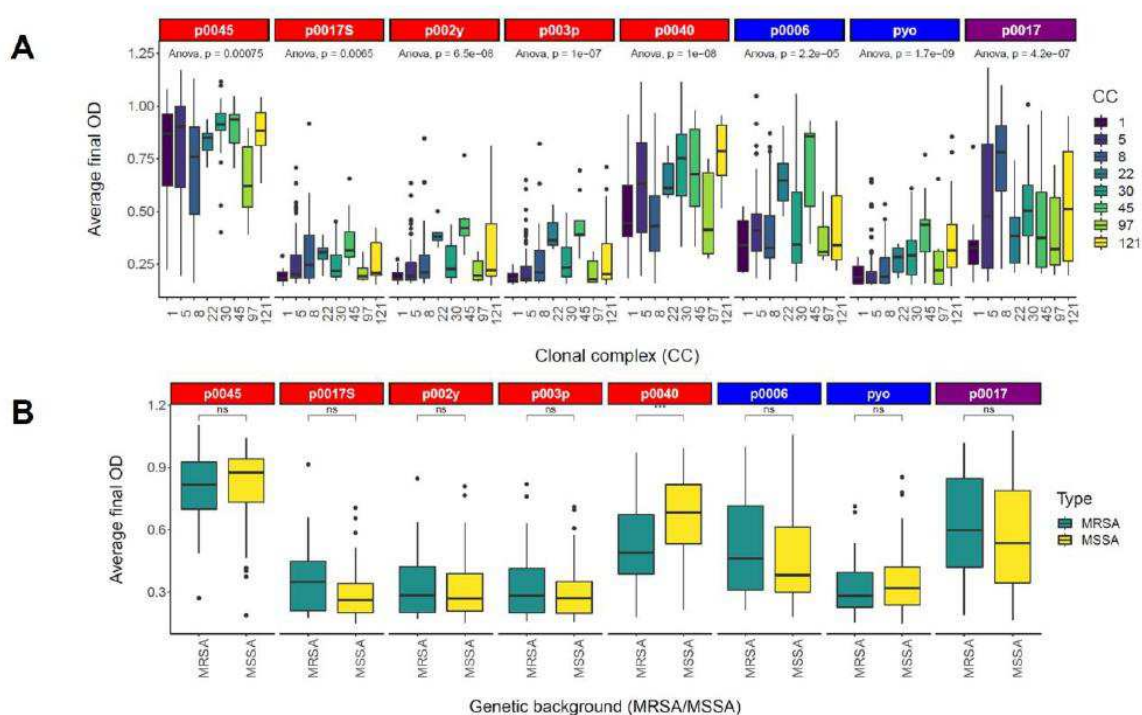 A
p0045 p0017S p002y p003p p0040 p0006 pyo p0017
Anova, p = 0.00075 Anova, p = 0.0065 Anova, p = 6.5e-08 Anova, p = 1e-07 Anova, p = 1e-08 Anova, p = 2.2e-05 Anova, p = 1.7e-09 Anova, p = 4.2e-07
1.25
1.00
0.75
0.50
0.25
Average final OD
1 5 8 22 30 45 97 121 1 5 8 22 30 45 97 121 1 5 8 22 30 45 97 121 1 5 8 22 30 45 97 121 1 5 8 22 30 45 97 121 1 5 8 22 30 45 97 121 1 5 8 22 30 45 97 121 1 5 8 22 30 45 97 121
Clonal complex (CC)
CC
1
5
8
22
30
45
97
121
B
p0045 p0017S p002y p003p p0040 p0006 pyo p0017
ns ns ns ns *** ns ns ns
1.2
0.9
0.6
0.3
Average final OD
MRSA MSSA MRSA MSSA MRSA MSSA MRSA MSSA MRSA MSSA MRSA MSSA MRSA MSSA MRSA MSSA
Genetic background (MRSA/MSSA)
Type
MRSA
MSSA